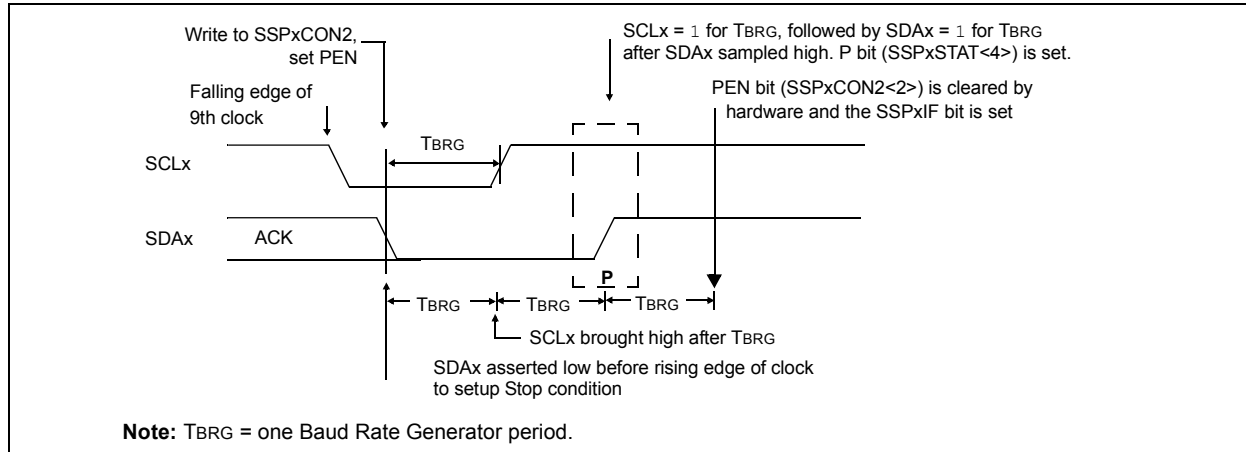 Write to SSPxCON2,
set PEN
SCLx = 1 for TBRG, followed by SDAx = 1 for TBRG
after SDAx sampled high. P bit (SSPxSTAT<4>) is set.
Falling edge of
9th clock
PEN bit (SSPxCON2<2>) is cleared by
hardware and the SSPxIF bit is set
TBRG
SCLx
SDAx
ACK
P
TBRG
TBRG
TBRG
SCLx brought high after TBRG
SDAx asserted low before rising edge of clock
to setup Stop condition
Note: TBRG = one Baud Rate Generator period.